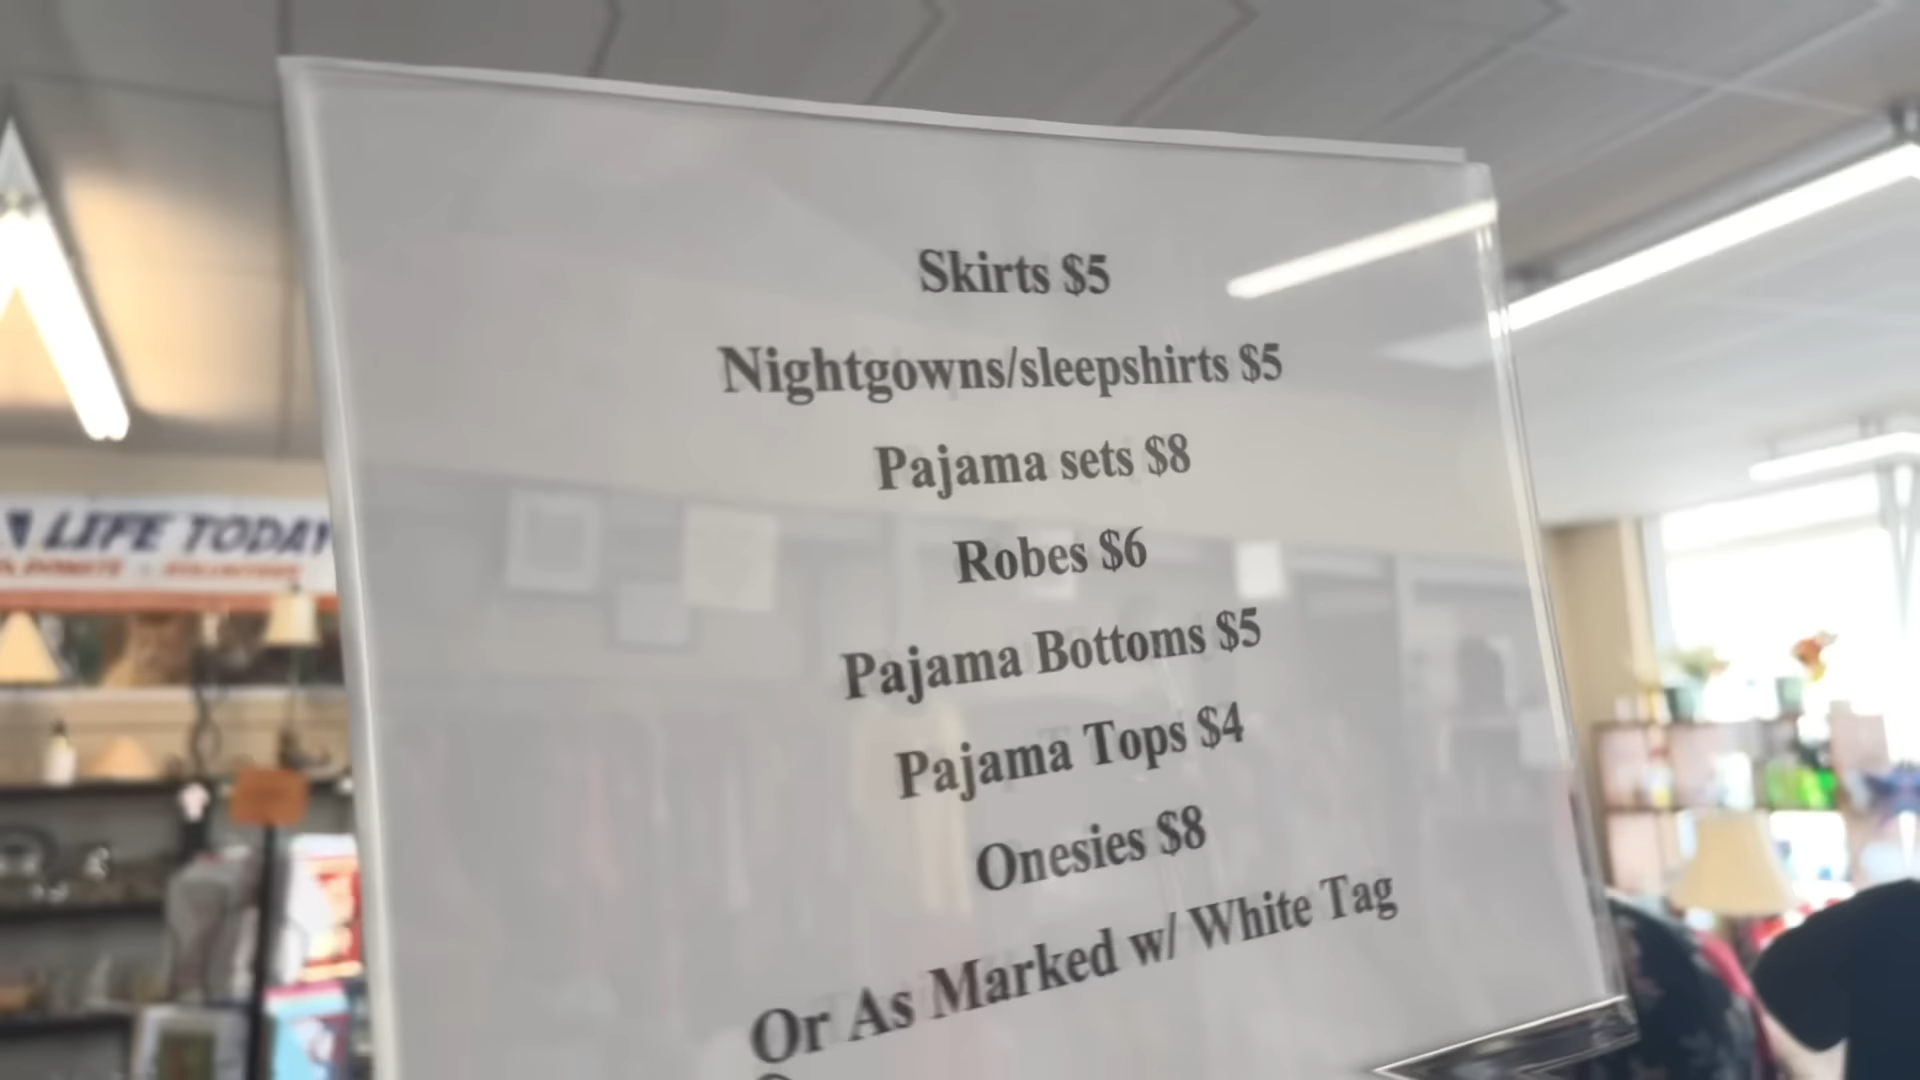 Skirts $5
Nightgowns/sleepshirts $5
Pajama sets $8
Robes $6
Pajama Bottoms $5
Pajama Tops $4
Onesies $8
Or As Marked w/ White Tag
LIFE TODAY